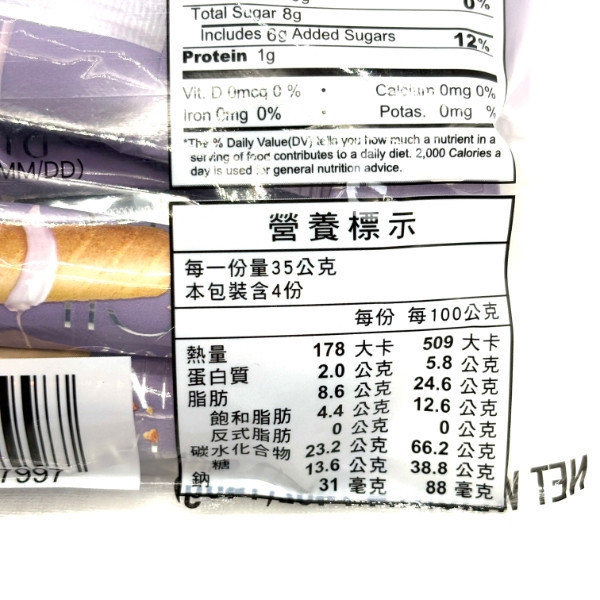 0%
Total Sugar 8g
Includes 6g Added Sugars 12%
Protein 1g
Vit. D 0mcg 0 % • Calcium 0mg 0%
Iron 0mg 0% • Potas. 0mg %
*The % Daily Value(DV) tells you how much a nutrient in a
serving of food contributes to a daily diet. 2,000 Calories a
day is used for general nutrition advice.
MM/DD)
營養標示
每一份量35公克
本包裝含4份
每份 每100公克
熱量 178 大卡 509 大卡
蛋白質 2.0 公克 5.8 公克
脂肪 8.6 公克 24.6 公克
飽和脂肪 4.4 公克 12.6 公克
反式脂肪 0 公克 0 公克
碳水化合物 23.2 公克 66.2 公克
糖 13.6 公克 38.8 公克
鈉 31 毫克 88 毫克
7997
NET